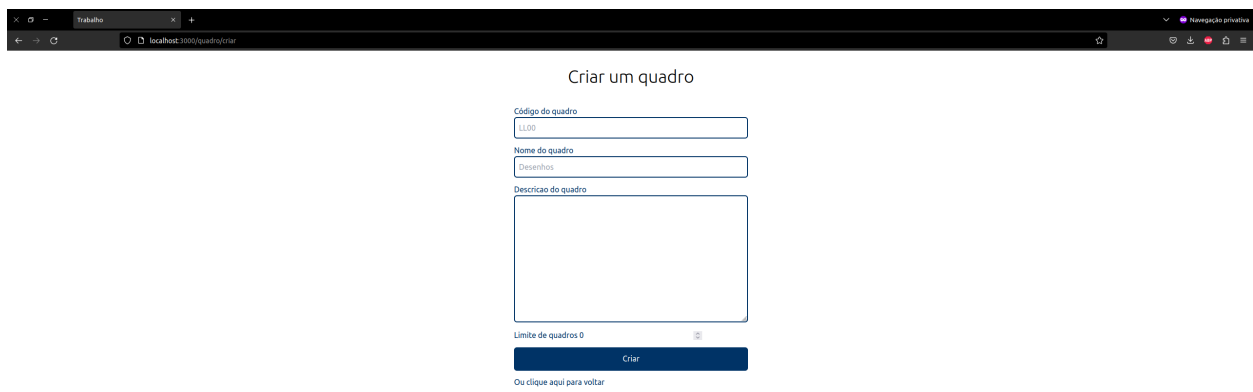 Trabalho
Navegação privativa
localhost:3000/quadro/criar
Criar um quadro
Código do quadro
LL00
Nome do quadro
Desenhos
Descricao do quadro
Limite de quadros 0
Criar
Ou clique aqui para voltar